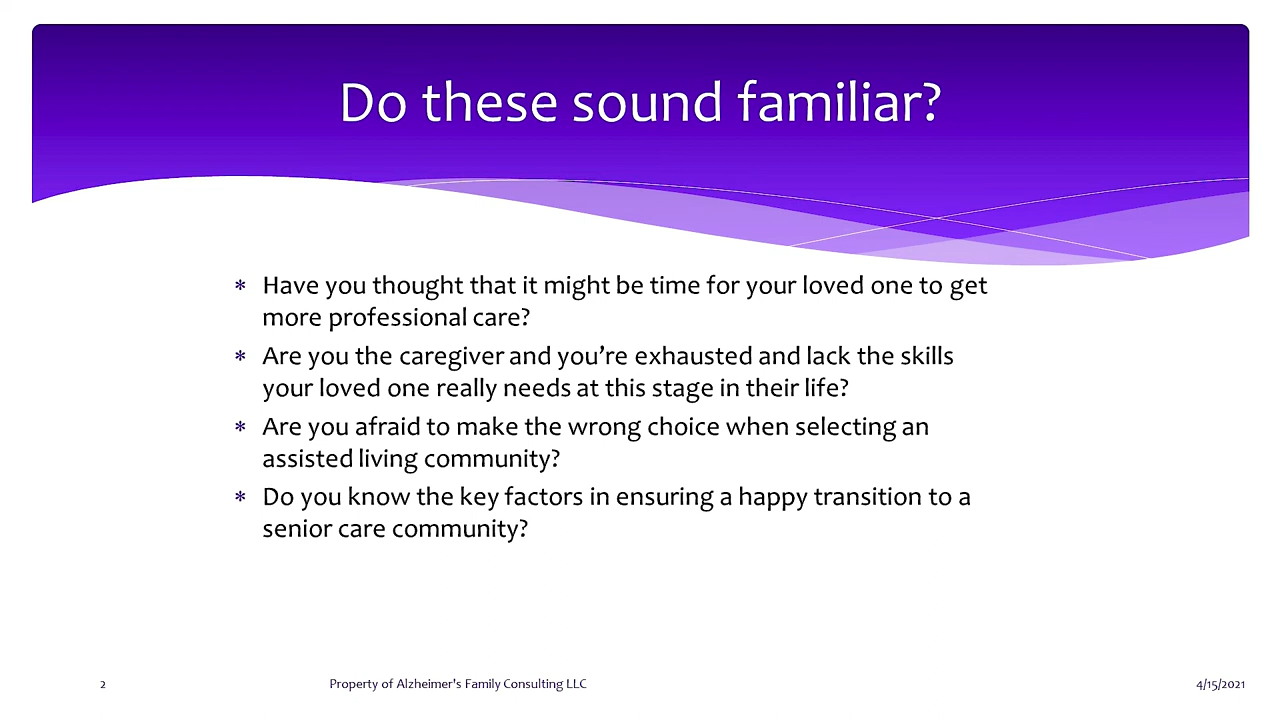 Do these sound familiar?
* Have you thought that it might be time for your loved one to get
more professional care?
* Are you the caregiver and you’re exhausted and lack the skills
your loved one really needs at this stage in their life?
* Are you afraid to make the wrong choice when selecting an
assisted living community?
* Do you know the key factors in ensuring a happy transition to a
senior care community?
2 Property of Alzheimer's Family Consulting LLC 4/15/2021